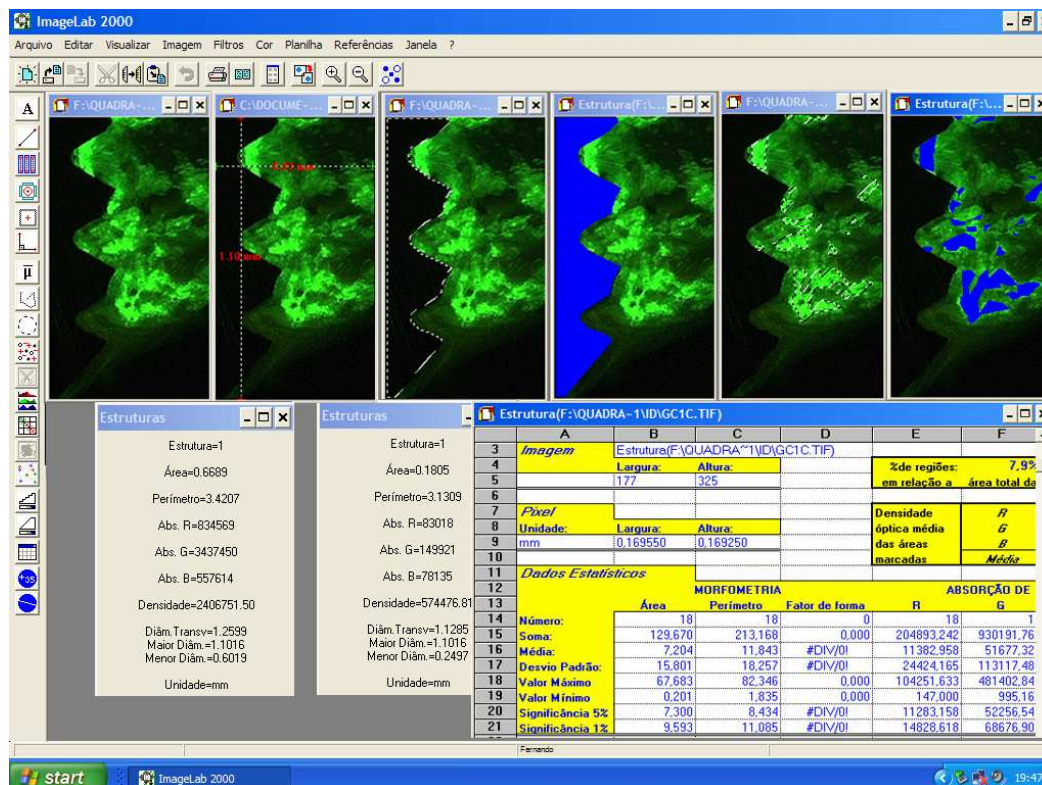 ImageLab 2000
Arquivo Editar Visualizar Imagem Filtros Cor Planilha Referências Janela ?
F:\QUADRA-... C:\DOCUME-... F:\QUADRA-... Estrutura(F:\... F:\QUADRA-... Estrutura(F:\...
A
0.60 mm
1.10 mm
µ
+35
Estruturas
Estrutura=1
Área=0.6689
Perímetro=3.4207
Abs. R=834569
Abs. G=3437450
Abs. B=557614
Densidade=2406751.50
Diâm.Transv=1.2599
Maior Diâm.=1.1016
Menor Diâm.=0.6019
Unidade=mm
Estruturas
Estrutura=1
Área=0.1805
Perímetro=3.1309
Abs. R=83018
Abs. G=149921
Abs. B=78135
Densidade=574476.81
Diâm.Transv=1.1285
Maior Diâm.=1.1016
Menor Diâm.=0.2497
Unidade=mm
Estrutura(F:\QUADRA~1\ID\GC1C.TIF)
A B C D E F
3 Imagem Estrutura(F:\QUADRA~1\ID\GC1C.TIF)
4 Largura: Altura: %de regiões: 7,9%
5 177 325 em relação a área total da
6
7 Pixel Densidade R
8 Unidade: Largura: Altura: óptica média G
9 mm 0,169550 0,169250 das áreas B
10 marcadas Média
11 Dados Estatísticos
12 MORFOMETRIA ABSORÇÃO DE
13 Área Perímetro Fator de forma R G
14 Número: 18 18 0 18 1
15 Soma: 129,670 213,168 0,000 204893,242 930191,76
16 Média: 7,204 11,843 #DIV/0! 11382,958 51677,32
17 Desvio Padrão: 15,801 18,257 #DIV/0! 24424,165 113117,48
18 Valor Máximo 67,683 82,346 0,000 104251,633 481402,84
19 Valor Mínimo 0,201 1,835 0,000 147,000 995,16
20 Significância 5% 7,300 8,434 #DIV/0! 11283,158 52256,54
21 Significância 1% 9,593 11,085 #DIV/0! 14828,618 68676,90
Fernando
start ImageLab 2000 19:47